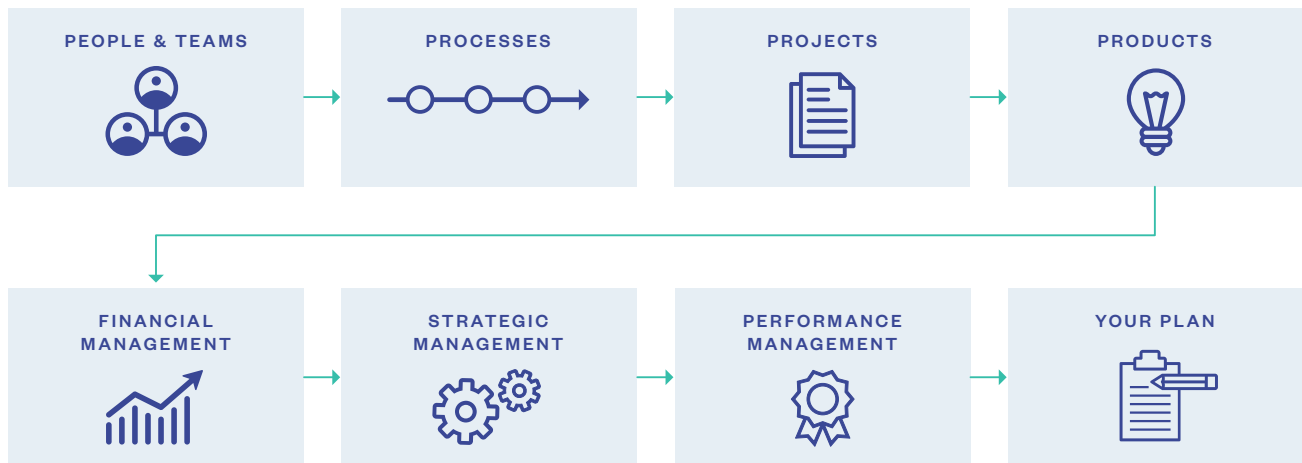 PEOPLE & TEAMS
PROCESSES
PROJECTS
PRODUCTS
FINANCIAL
MANAGEMENT
STRATEGIC
MANAGEMENT
PERFORMANCE
MANAGEMENT
YOUR PLAN